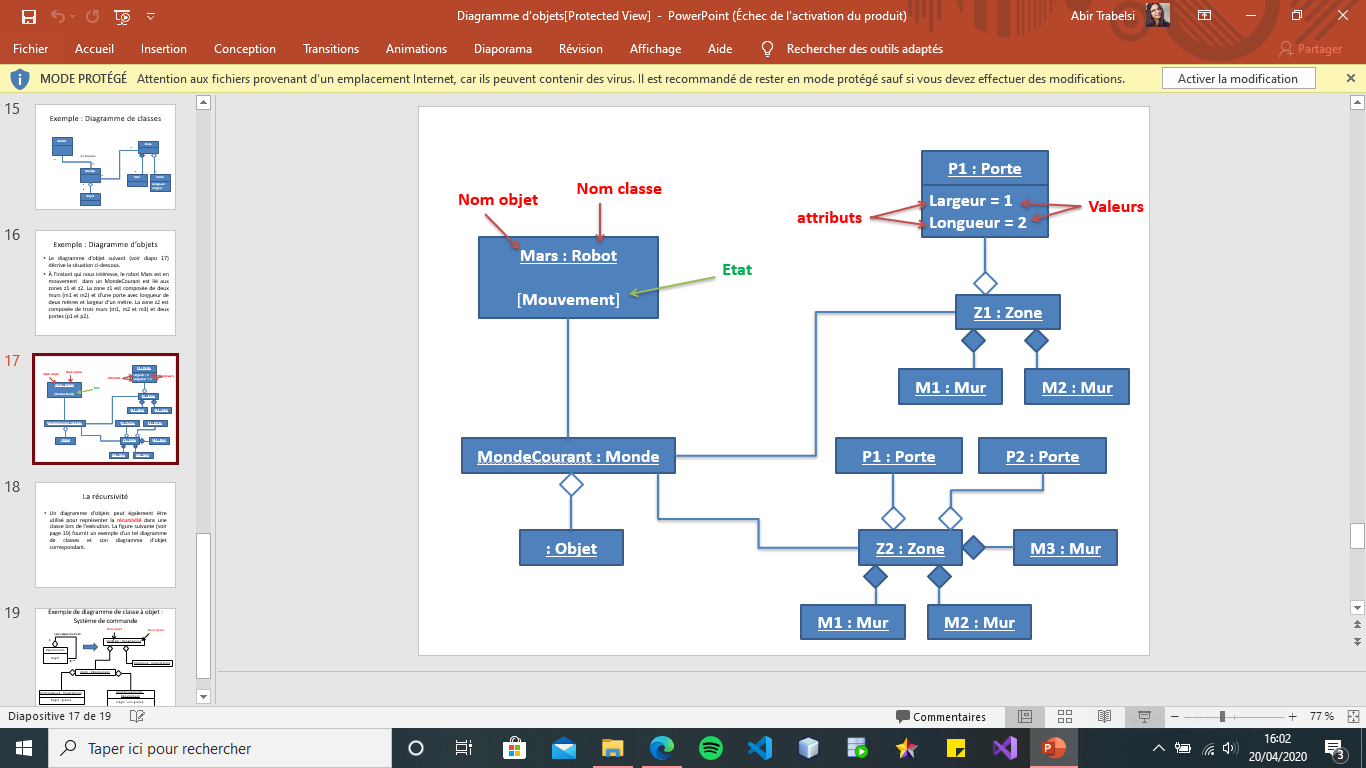 Diagramme d'objets[Protected View] - PowerPoint (Échec de l'activation du produit)
Abir Trabelsi
Fichier Accueil Insertion Conception Transitions Animations Diaporama Révision Affichage Aide Rechercher des outils adaptés Partager
MODE PROTÉGÉ Attention aux fichiers provenant d'un emplacement Internet, car ils peuvent contenir des virus. Il est recommandé de rester en mode protégé sauf si vous devez effectuer des modifications. Activer la modification
15
Exemple : Diagramme de classes
16
Exemple : Diagramme d'objets
• Le diagramme d'objet suivant (voir diapo 17)
décrive la situation ci-dessous.
• À l'instant qui nous intéresse, le robot Mars est en
mouvement dans un MondeCourant est lié aux
zones z1 et z2. La zone z1 est composée de deux
murs (m1 et m2) et d'une porte avec longueur de
deux mètres et largeur d'un mètre. La zone z2 est
composée de trois murs (m1, m2 et m3) et deux
portes (p1 et p2).
17
18
La récursivité
• Un diagramme d'objets peut également être
utilisé pour représenter la récursivité dans une
classe lors de l'exécution. La figure suivante (voir
page 19) fournit un exemple d'un tel diagramme
de classes et son diagramme d'objet
correspondant.
19
Exemple de diagramme de classe à objet :
Système de commande
Nom objet
Nom classe
Mars : Robot
[Mouvement]
Etat
P1 : Porte
Largeur = 1
Longueur = 2
attributs
Valeurs
Z1 : Zone
M1 : Mur
M2 : Mur
MondeCourant : Monde
: Objet
P1 : Porte
P2 : Porte
Z2 : Zone
M3 : Mur
M1 : Mur
M2 : Mur
Diapositive 17 de 19
Commentaires
77 %
Taper ici pour rechercher
16:02
20/04/2020
3